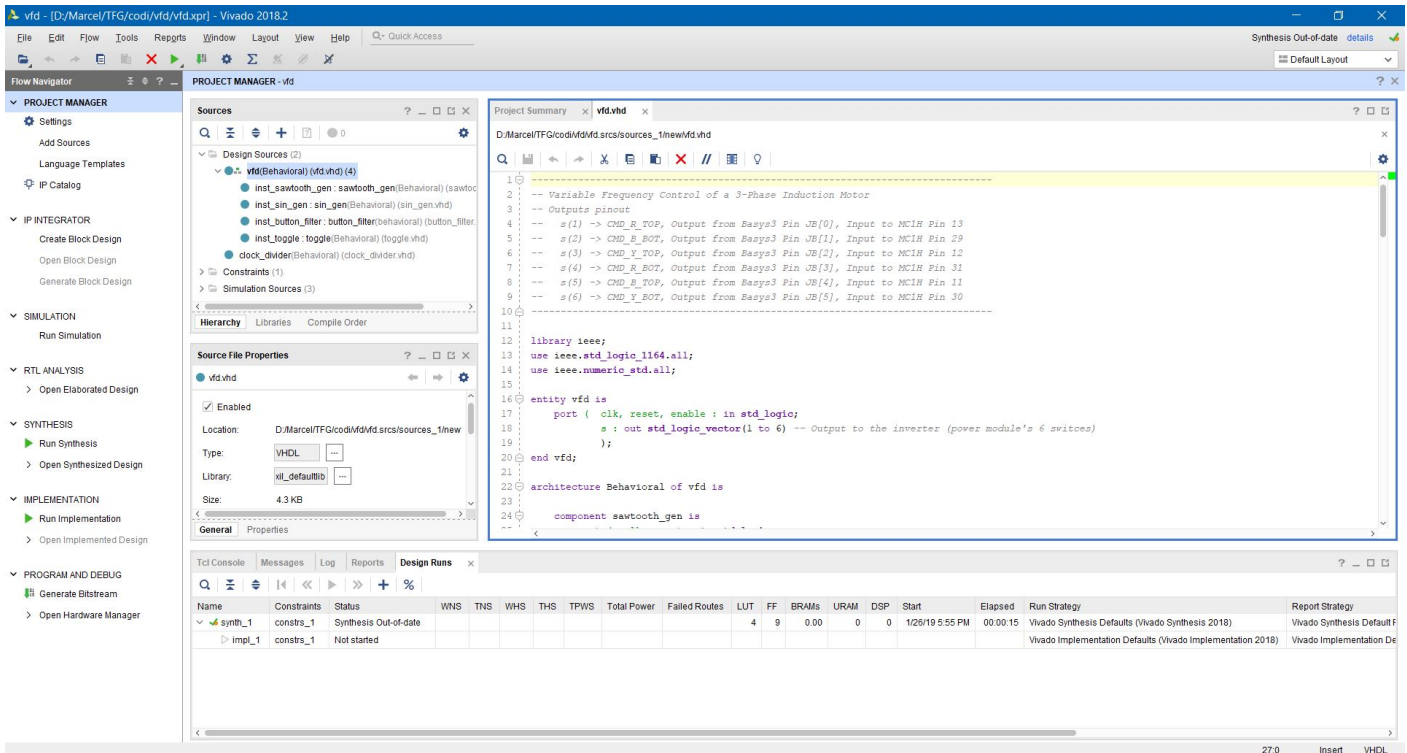 vfd - [D:/Marcel/TFG/codi/vfd/vfd.xpr] - Vivado 2018.2
File Edit Flow Tools Reports Window Layout View Help Quick Access
Synthesis Out-of-date details
Default Layout
Flow Navigator
PROJECT MANAGER
Settings
Add Sources
Language Templates
IP Catalog
IP INTEGRATOR
Create Block Design
Open Block Design
Generate Block Design
SIMULATION
Run Simulation
RTL ANALYSIS
Open Elaborated Design
SYNTHESIS
Run Synthesis
Open Synthesized Design
IMPLEMENTATION
Run Implementation
Open Implemented Design
PROGRAM AND DEBUG
Generate Bitstream
Open Hardware Manager
PROJECT MANAGER - vfd
Sources
0
Design Sources (2)
vfd(Behavioral) (vfd.vhd) (4)
inst_sawtooth_gen : sawtooth_gen(Behavioral) (sawtoc
inst_sin_gen : sin_gen(Behavioral) (sin_gen.vhd)
inst_button_filter : button_filter(behavioral) (button_filter.
inst_toggle : toggle(Behavioral) (toggle.vhd)
clock_divider(Behavioral) (clock_divider.vhd)
Constraints (1)
Simulation Sources (3)
Hierarchy Libraries Compile Order
Source File Properties
vfd.vhd
Enabled
Location: D:/Marcel/TFG/codi/vfd/vfd.srcs/sources_1/new
Type: VHDL ...
Library: xil_defaultlib ...
Size: 4.3 KB
General Properties
Project Summary vfd.vhd
D:/Marcel/TFG/codi/vfd/vfd.srcs/sources_1/new/vfd.vhd
1 --------------------------------------------------------------------------------
2 -- Variable Frequency Control of a 3-Phase Induction Motor
3 -- Outputs pinout
4 -- s(1) -> CMD_R_TOP, Output from Basys3 Pin JB[0], Input to MC1H Pin 13
5 -- s(2) -> CMD_B_BOT, Output from Basys3 Pin JB[1], Input to MC1H Pin 29
6 -- s(3) -> CMD_Y_TOP, Output from Basys3 Pin JB[2], Input to MC1H Pin 12
7 -- s(4) -> CMD_R_BOT, Output from Basys3 Pin JB[3], Input to MC1H Pin 31
8 -- s(5) -> CMD_B_TOP, Output from Basys3 Pin JB[4], Input to MC1H Pin 11
9 -- s(6) -> CMD_Y_BOT, Output from Basys3 Pin JB[5], Input to MC1H Pin 30
10 --------------------------------------------------------------------------------
11
12 library ieee;
13 use ieee.std_logic_1164.all;
14 use ieee.numeric_std.all;
15
16 entity vfd is
17 port ( clk, reset, enable : in std_logic;
18 s : out std_logic_vector(1 to 6) -- Output to the inverter (power module's 6 switces)
19 );
20 end vfd;
21
22 architecture Behavioral of vfd is
23
24 component sawtooth_gen is
Tcl Console Messages Log Reports Design Runs
Name Constraints Status WNS TNS WHS THS TPWS Total Power Failed Routes LUT FF BRAMs URAM DSP Start Elapsed Run Strategy Report Strategy
synth_1 constrs_1 Synthesis Out-of-date 4 9 0.00 0 0 1/26/19 5:55 PM 00:00:15 Vivado Synthesis Defaults (Vivado Synthesis 2018) Vivado Synthesis Default R
impl_1 constrs_1 Not started Vivado Implementation Defaults (Vivado Implementation 2018) Vivado Implementation De
27:0 Insert VHDL